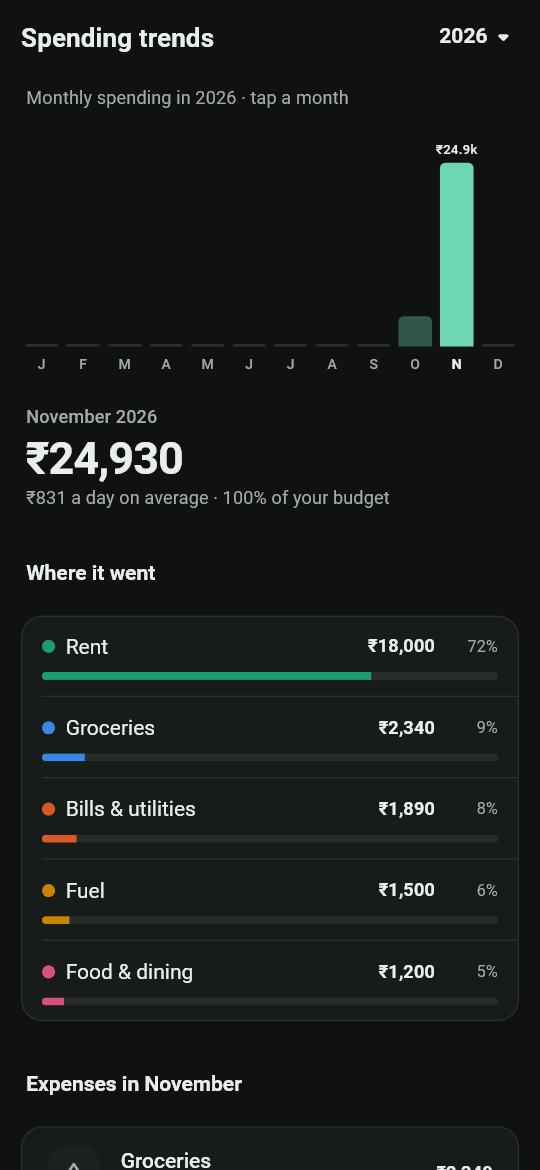 Spending trends
2026
Monthly spending in 2026 · tap a month
₹24.9k
J F M A M J J A S O N D
November 2026
₹24,930
₹831 a day on average · 100% of your budget
Where it went
Rent ₹18,000 72%
Groceries ₹2,340 9%
Bills & utilities ₹1,890 8%
Fuel ₹1,500 6%
Food & dining ₹1,200 5%
Expenses in November
Groceries